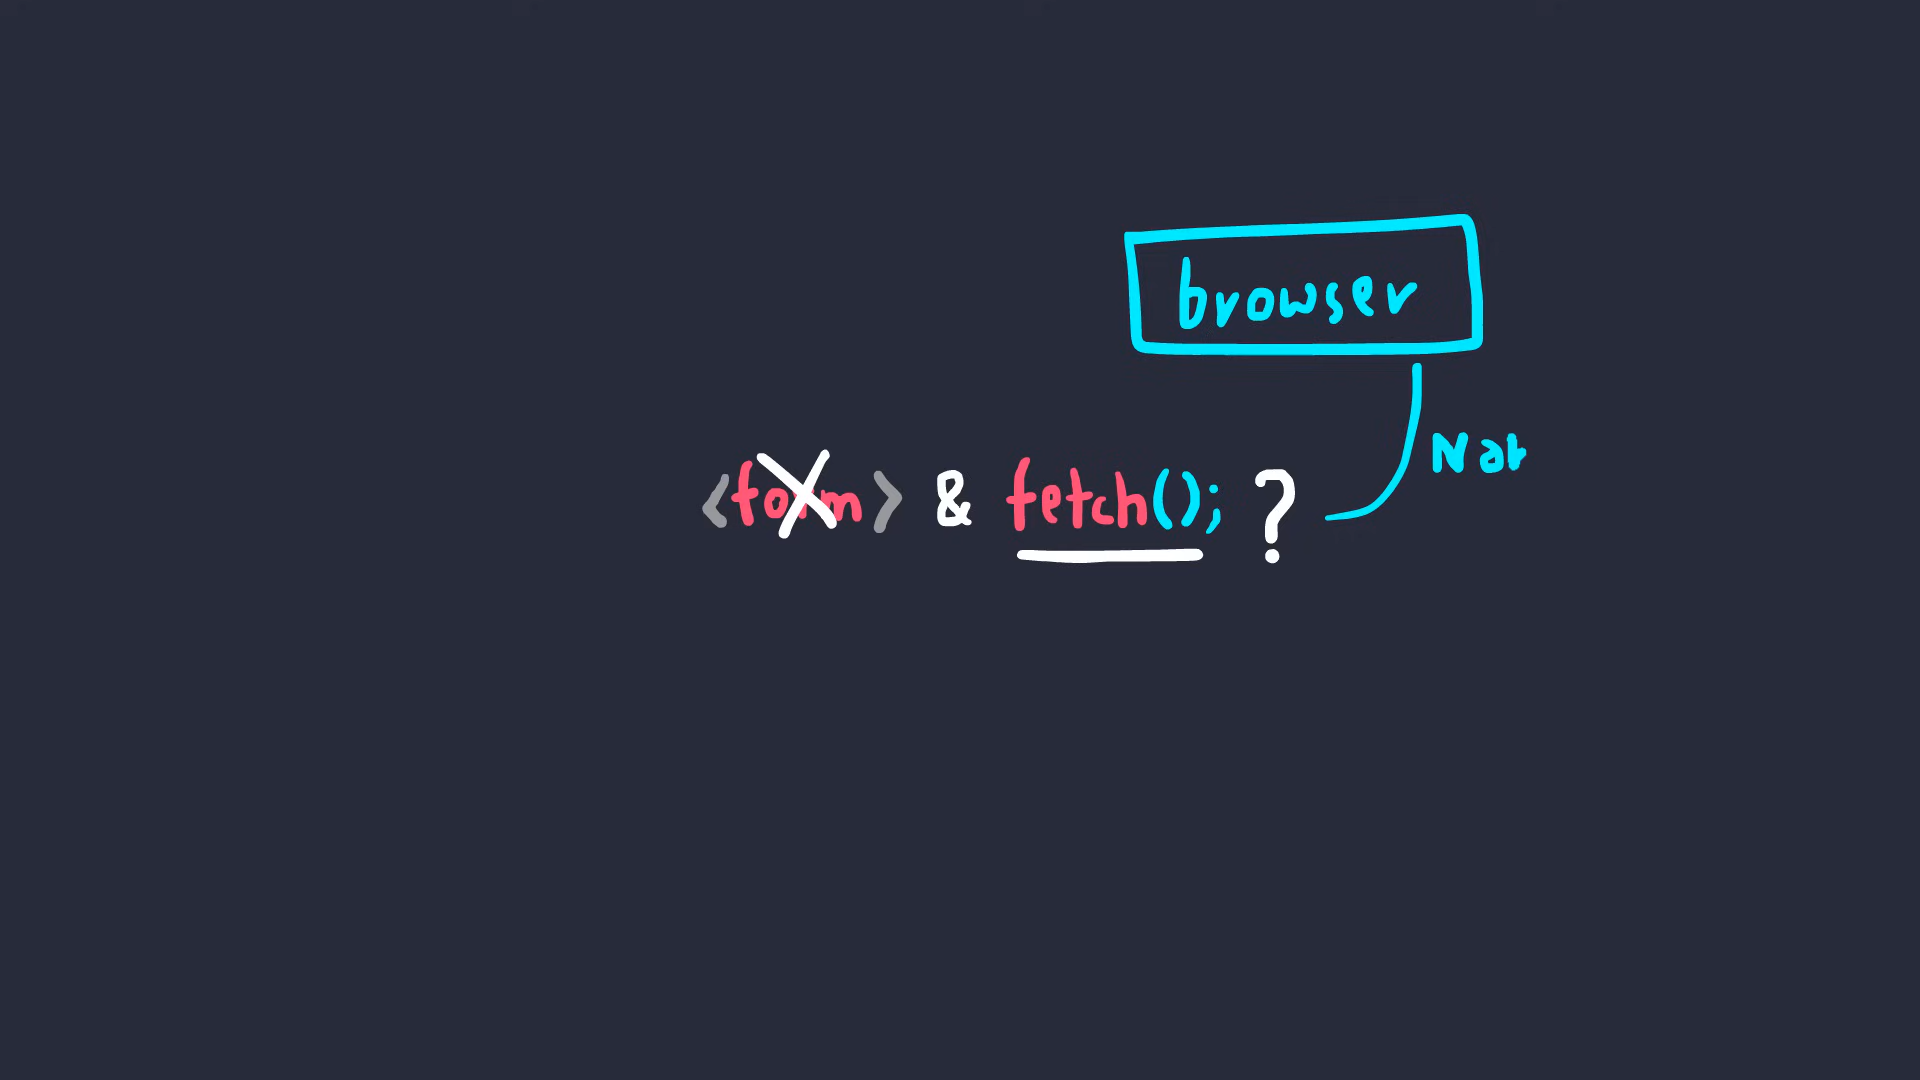 browser
Nat
<form> & fetch(); ?